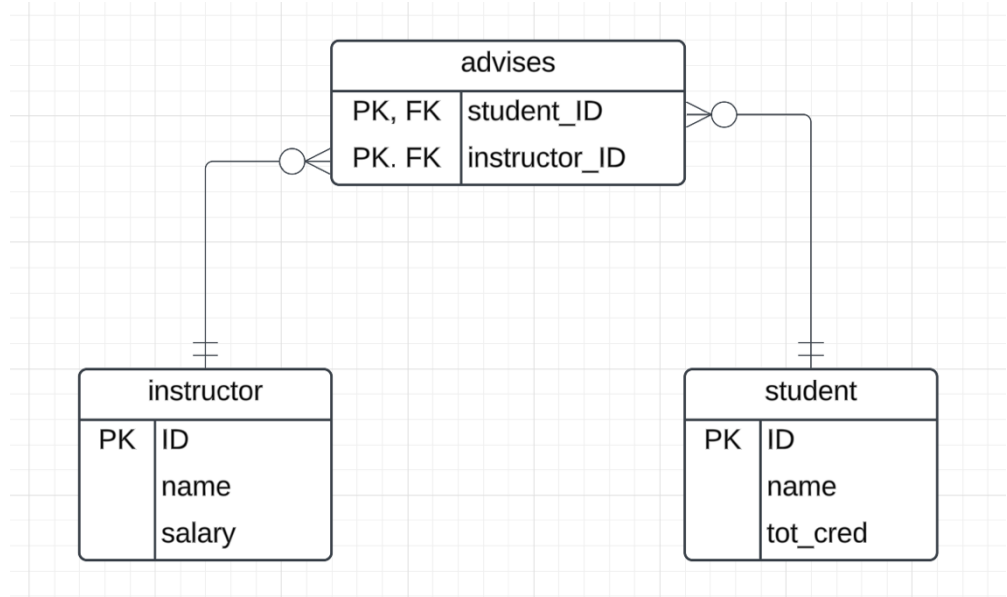 advises
PK, FK student_ID
PK. FK instructor_ID
instructor
PK ID
name
salary
student
PK ID
name
tot_cred